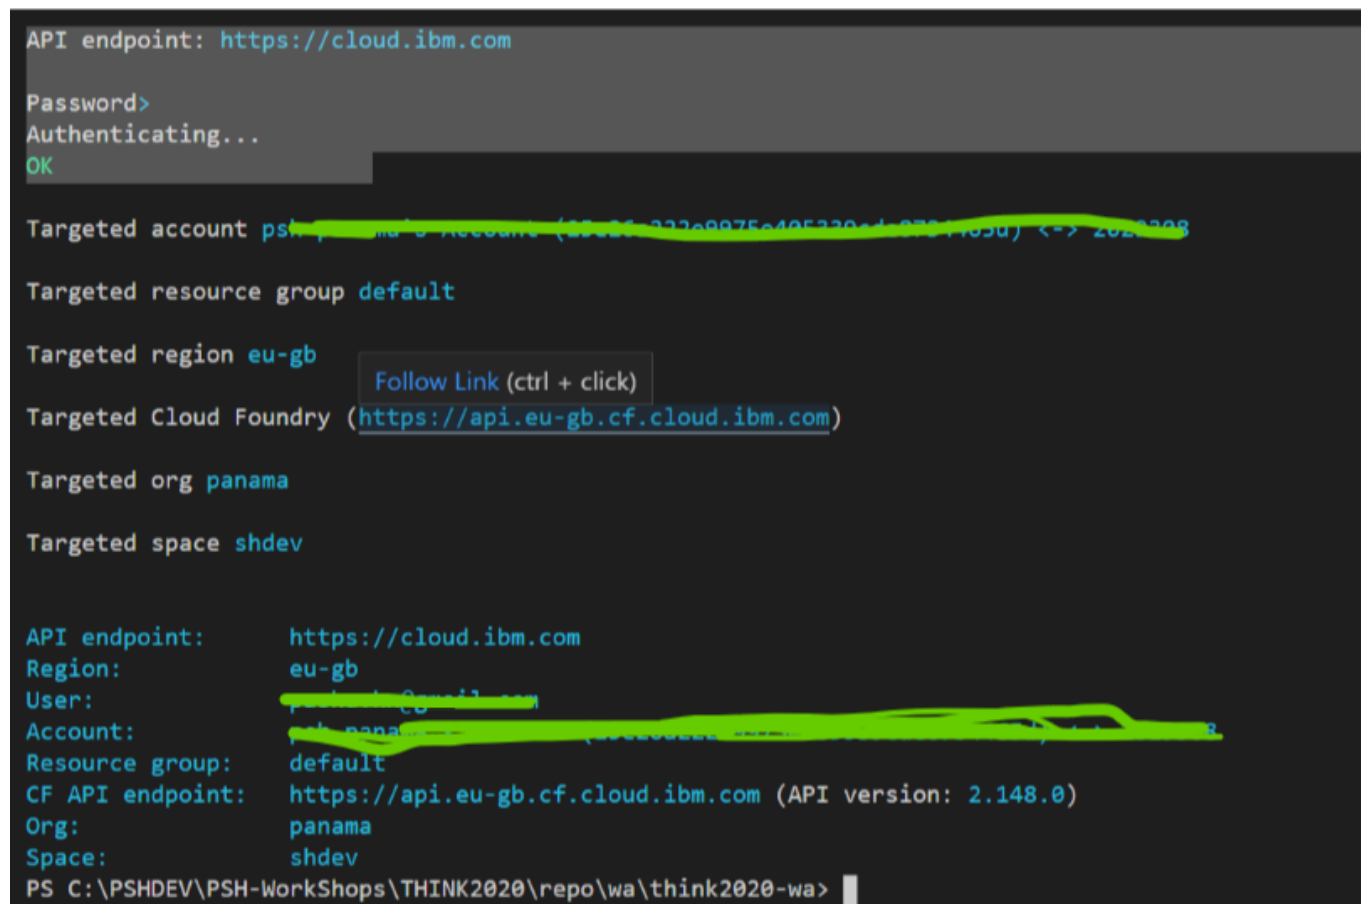 API endpoint: https://cloud.ibm.com
Password>
Authenticating...
OK
Targeted account
Targeted resource group default
Targeted region eu-gb
Follow Link (ctrl + click)
Targeted Cloud Foundry (https://api.eu-gb.cf.cloud.ibm.com)
Targeted org panama
Targeted space shdev
API endpoint: https://cloud.ibm.com
Region: eu-gb
User:
Account:
Resource group: default
CF API endpoint: https://api.eu-gb.cf.cloud.ibm.com (API version: 2.148.0)
Org: panama
Space: shdev
PS C:\PSHDEV\PSH-WorkShops\THINK2020\repo\wa\think2020-wa>